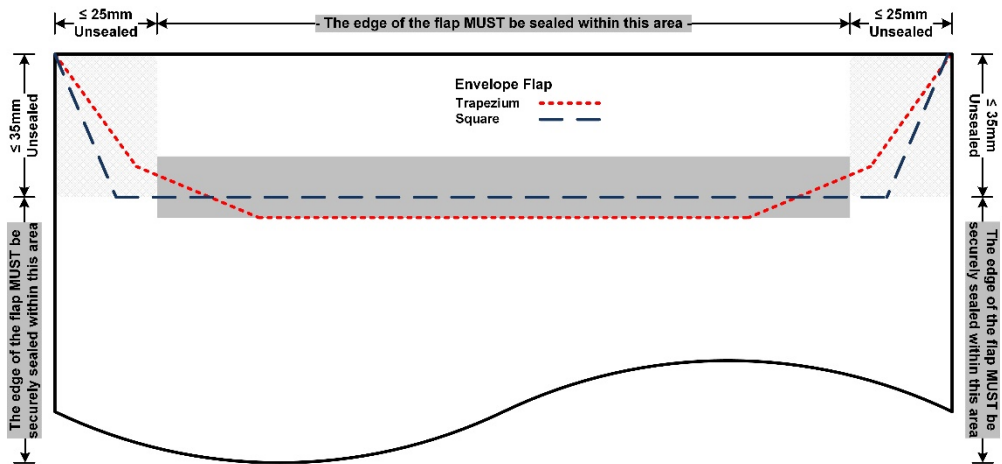 ≤ 25mm
Unsealed
The edge of the flap MUST be sealed within this area
≤ 25mm
Unsealed
≤ 35mm
Unsealed
Envelope Flap
Trapezium
Square
≤ 35mm
Unsealed
The edge of the flap MUST be
securely sealed within this area
The edge of the flap MUST be
securely sealed within this area